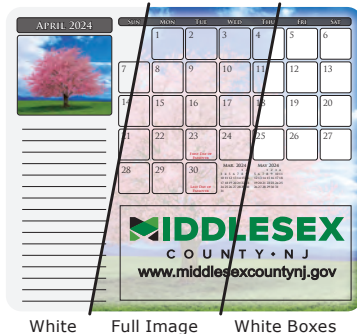 APRIL 2024
SUN MON TUE WED THU FRI SAT
1 2 3 4 5 6
7 8 9 10 11 12 13
14 15 16 17 18 19 20
21 22 23 24 25 26 27
28 29 30
MIDDLESEX
COUNTY • NJ
www.middlesexcountynj.gov
White Full Image White Boxes